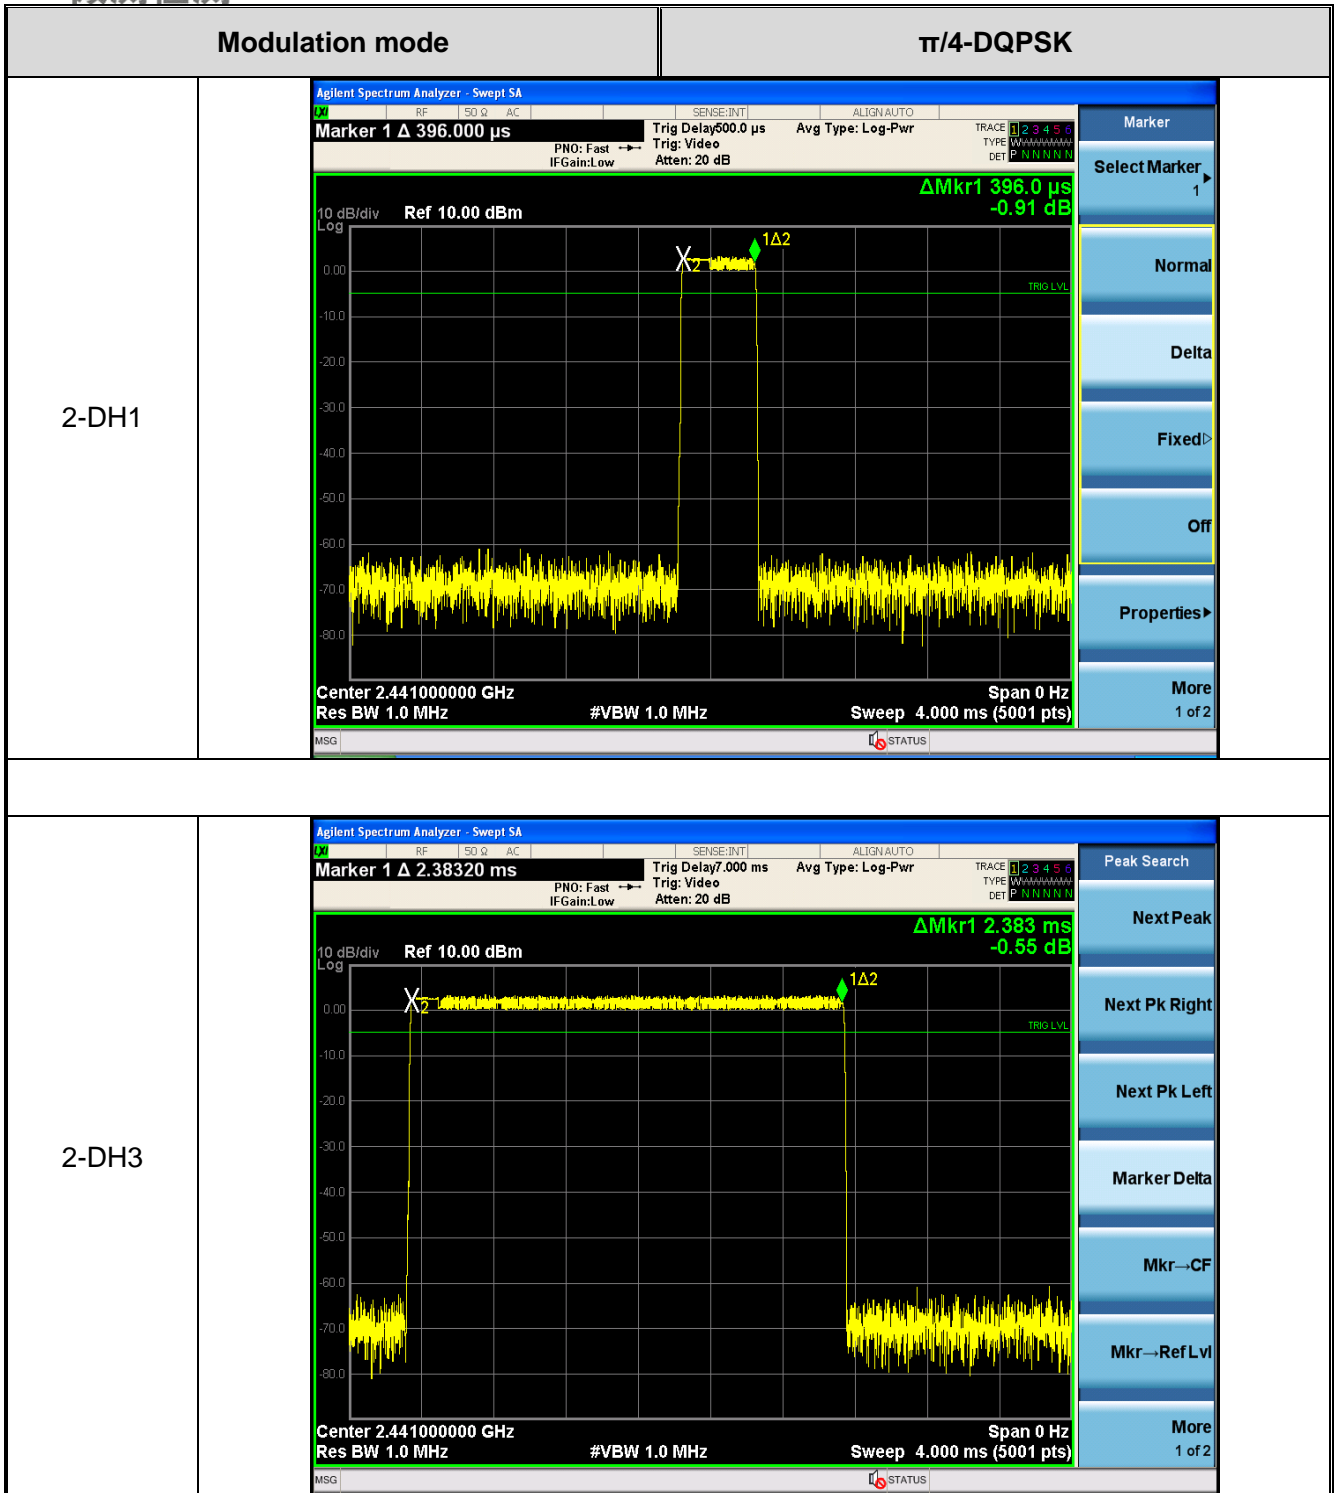 Modulation mode π/4-DQPSK
2-DH1
Agilent Spectrum Analyzer - Swept SA
LXI RF 50 Ω AC SENSE:INT ALIGN AUTO
Marker 1 Δ 396.000 µs
Trig Delay500.0 µs Avg Type: Log-Pwr
PNO: Fast Trig: Video
IFGain:Low Atten: 20 dB
TRACE 1 2 3 4 5 6
TYPE WWWWWW
DET P N N N N N
ΔMkr1 396.0 µs
-0.91 dB
10 dB/div Ref 10.00 dBm
Log
1Δ2
X2
0.00
TRIG LVL
-10.0
-20.0
-30.0
-40.0
-50.0
-60.0
-70.0
-80.0
Center 2.441000000 GHz Span 0 Hz
Res BW 1.0 MHz #VBW 1.0 MHz Sweep 4.000 ms (5001 pts)
MSG STATUS
Marker
Select Marker
1
Normal
Delta
Fixed
Off
Properties
More
1 of 2
2-DH3
Agilent Spectrum Analyzer - Swept SA
LXI RF 50 Ω AC SENSE:INT ALIGN AUTO
Marker 1 Δ 2.38320 ms
Trig Delay7.000 ms Avg Type: Log-Pwr
PNO: Fast Trig: Video
IFGain:Low Atten: 20 dB
TRACE 1 2 3 4 5 6
TYPE WWWWWW
DET P N N N N N
ΔMkr1 2.383 ms
-0.55 dB
10 dB/div Ref 10.00 dBm
Log
1Δ2
X2
0.00
TRIG LVL
-10.0
-20.0
-30.0
-40.0
-50.0
-60.0
-70.0
-80.0
Center 2.441000000 GHz Span 0 Hz
Res BW 1.0 MHz #VBW 1.0 MHz Sweep 4.000 ms (5001 pts)
MSG STATUS
Peak Search
Next Peak
Next Pk Right
Next Pk Left
Marker Delta
Mkr→CF
Mkr→Ref Lvl
More
1 of 2